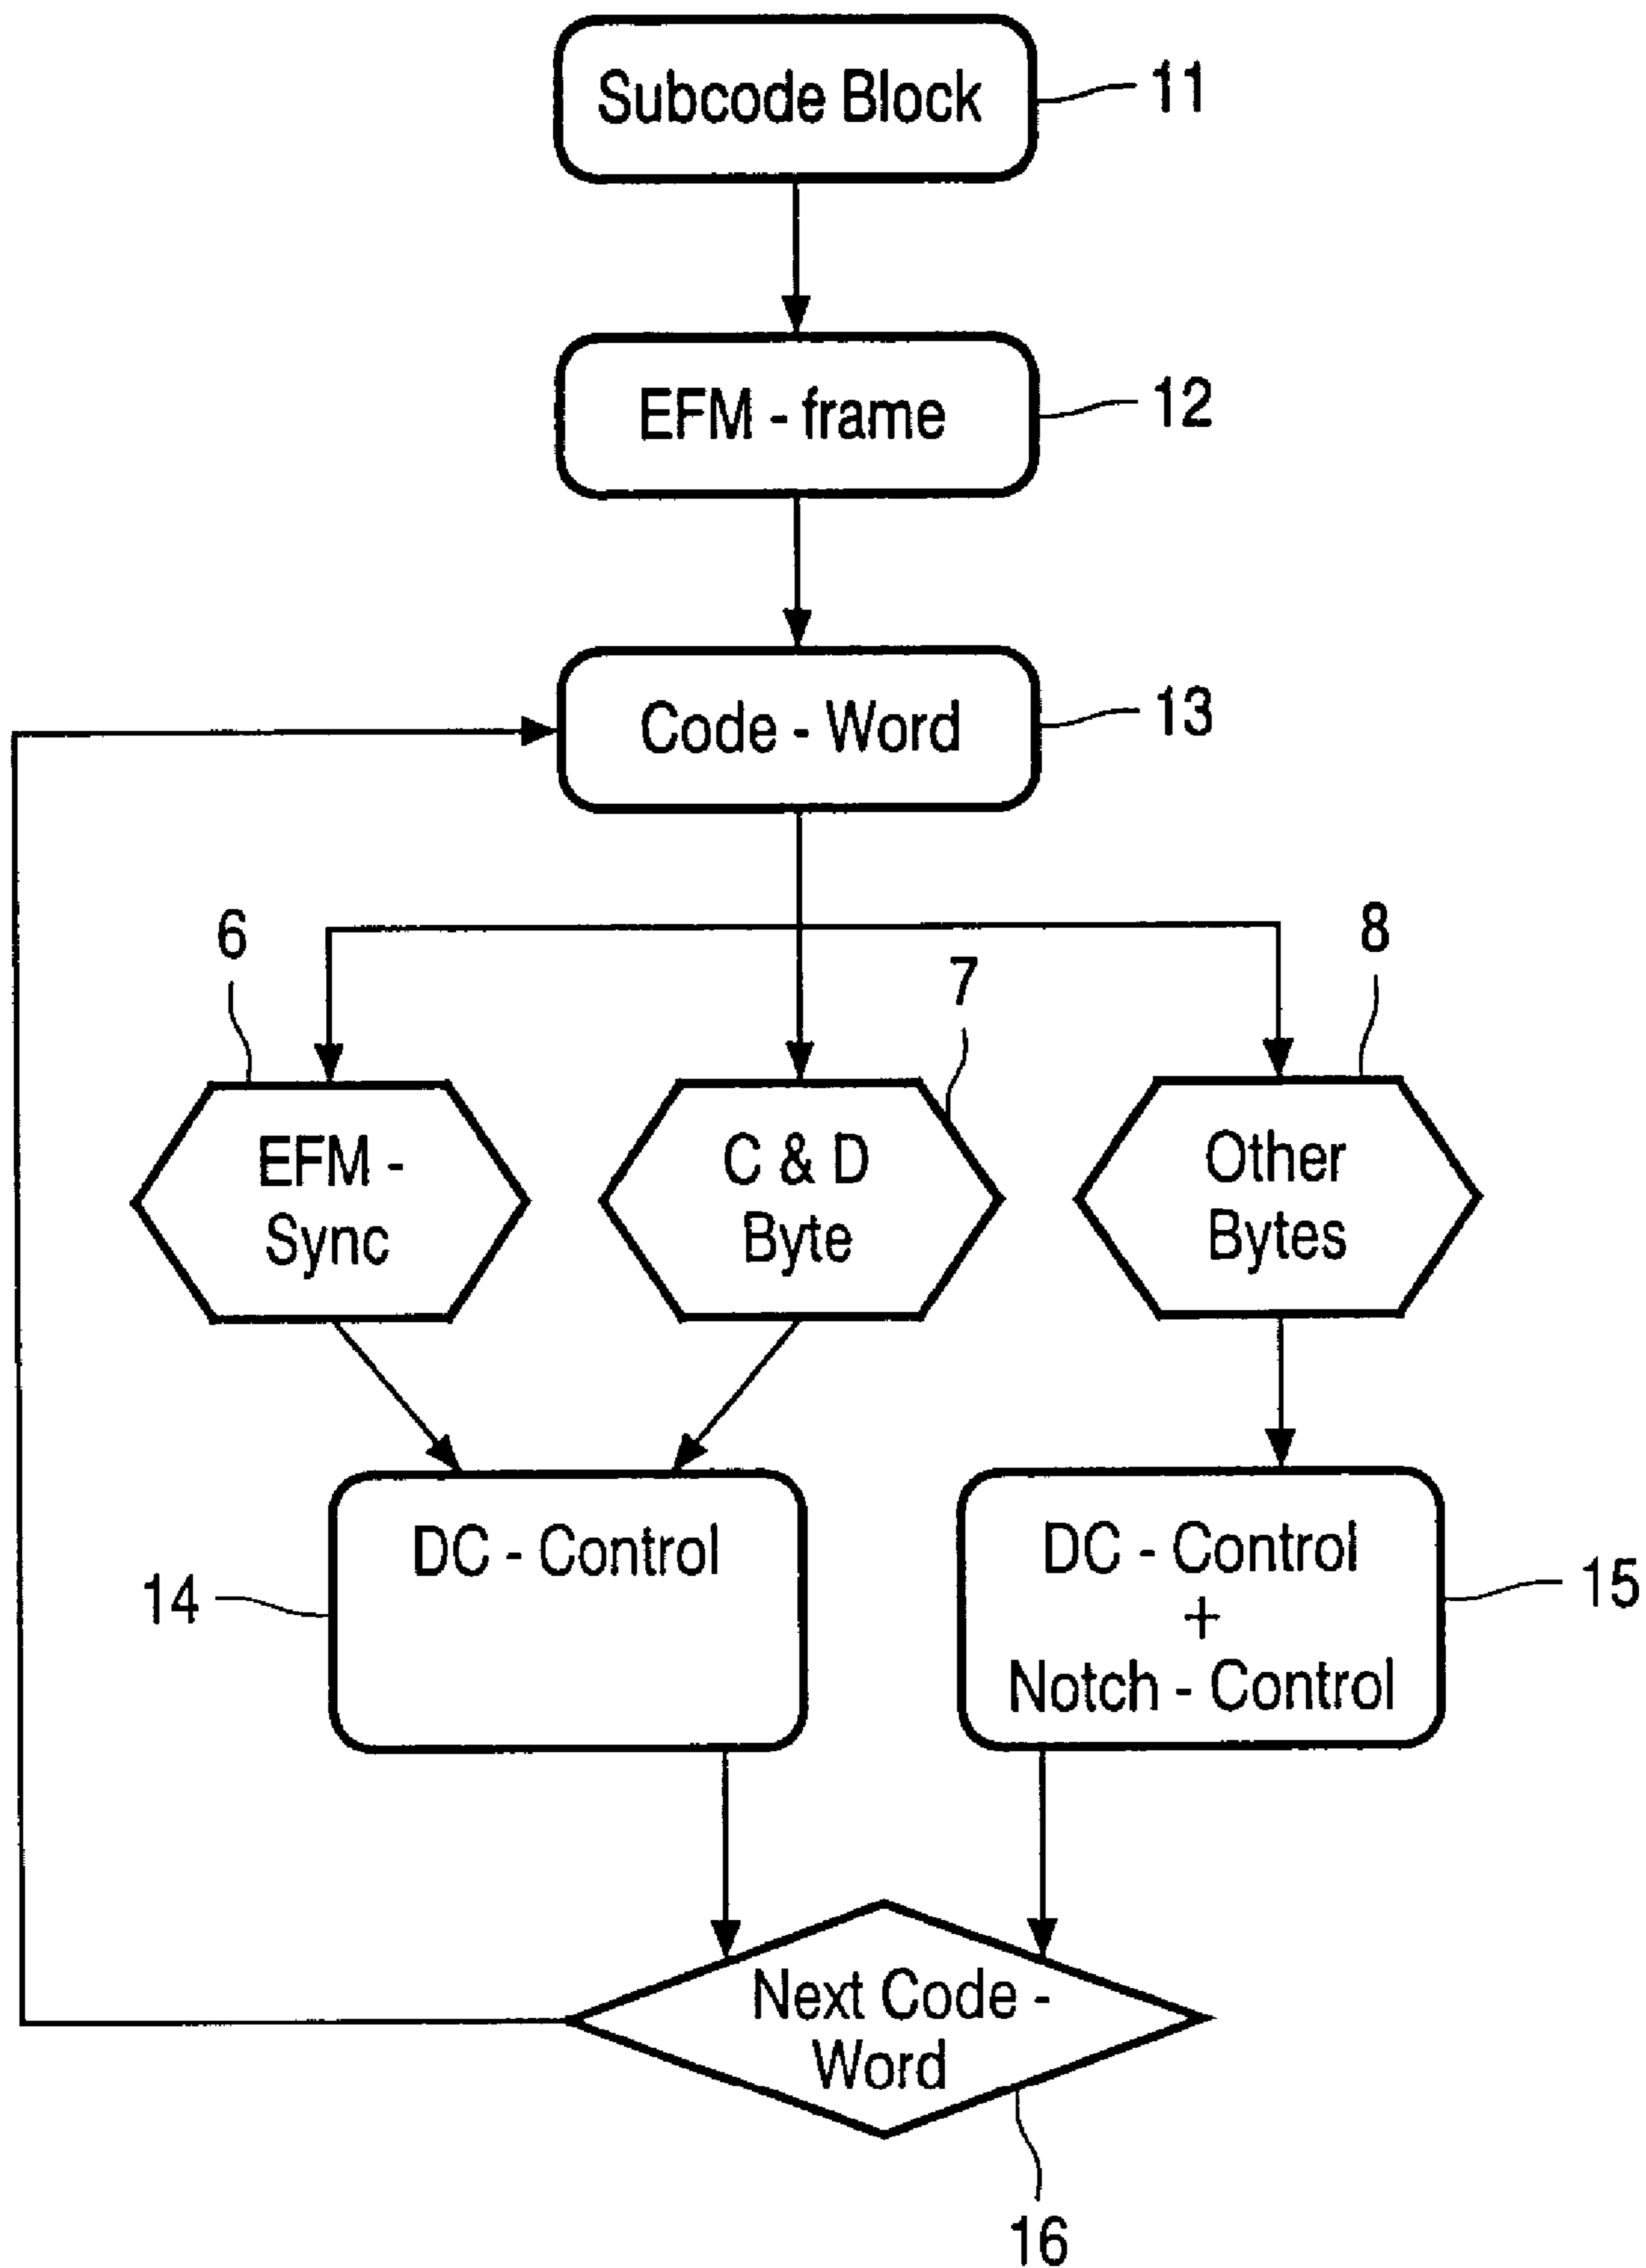 Subcode Block
11
EFM - frame
12
Code - Word
13
6
7
8
EFM -
Sync
C & D
Byte
Other
Bytes
DC - Control
14
DC - Control
+
Notch - Control
15
Next Code -
Word
16